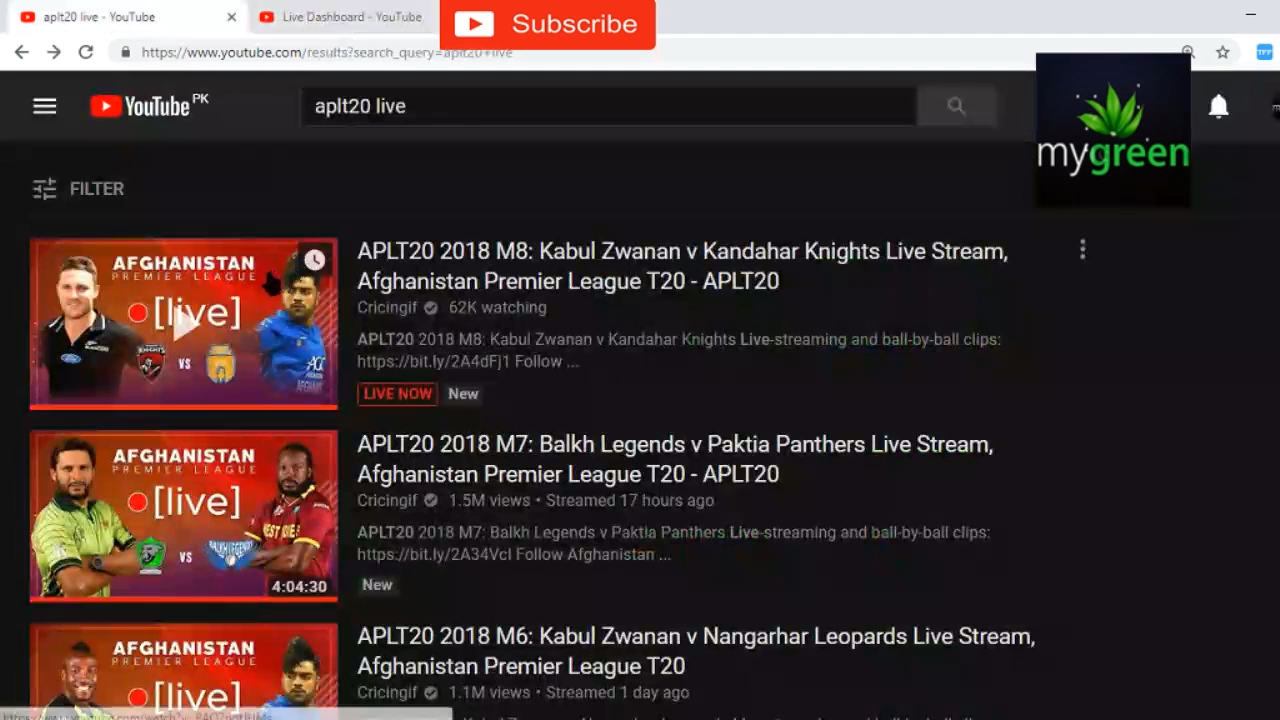 aplt20 live - YouTube
Live Dashboard - YouTube
Subscribe
https://www.youtube.com/results?search_query=aplt20+live
TFF
YouTube PK
aplt20 live
mygreen
FILTER
AFGHANISTAN
PREMIER LEAGUE
[live]
KNIGHTS
VS
APLT20 2018 M8: Kabul Zwanan v Kandahar Knights Live Stream,
Afghanistan Premier League T20 - APLT20
Cricingif 62K watching
APLT20 2018 M8: Kabul Zwanan v Kandahar Knights Live-streaming and ball-by-ball clips:
https://bit.ly/2A4dFj1 Follow ...
LIVE NOW New
AFGHANISTAN
PREMIER LEAGUE
[live]
VS
4:04:30
APLT20 2018 M7: Balkh Legends v Paktia Panthers Live Stream,
Afghanistan Premier League T20 - APLT20
Cricingif 1.5M views • Streamed 17 hours ago
APLT20 2018 M7: Balkh Legends v Paktia Panthers Live-streaming and ball-by-ball clips:
https://bit.ly/2A34VcI Follow Afghanistan ...
New
AFGHANISTAN
PREMIER LEAGUE
[live]
APLT20 2018 M6: Kabul Zwanan v Nangarhar Leopards Live Stream,
Afghanistan Premier League T20
Cricingif 1.1M views • Streamed 1 day ago